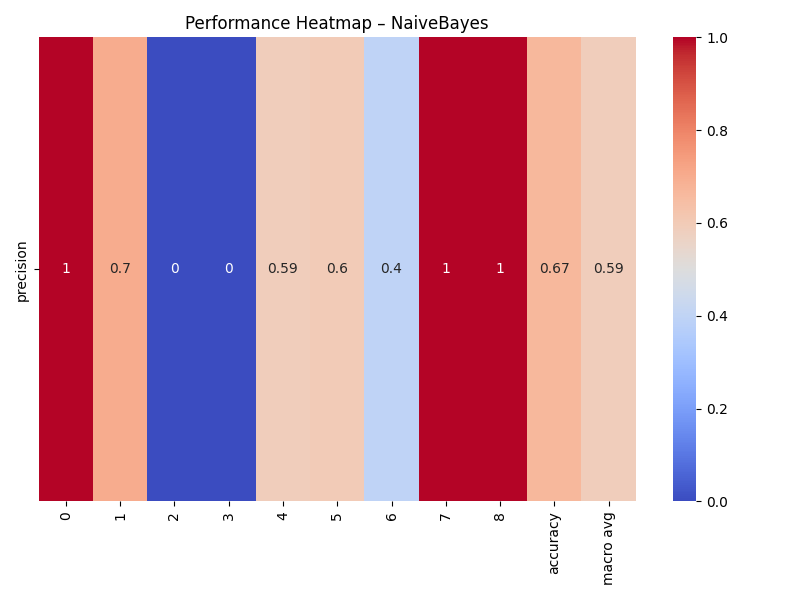 Performance Heatmap – NaiveBayes
precision
1 0.7 0 0 0.59 0.6 0.4 1 1 0.67 0.59
0 1 2 3 4 5 6 7 8 accuracy macro avg
1.0
0.8
0.6
0.4
0.2
0.0